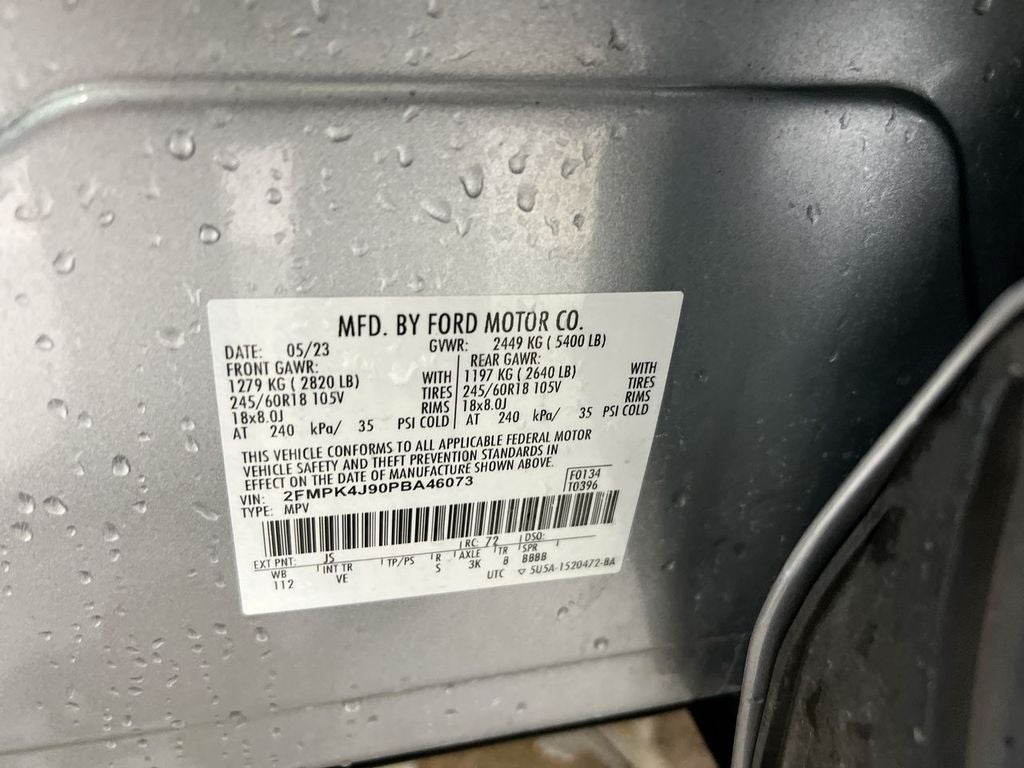 MFD. BY FORD MOTOR CO.
DATE: 05/23 GVWR: 2449 KG ( 5400 LB)
FRONT GAWR: REAR GAWR:
1279 KG ( 2820 LB) WITH 1197 KG ( 2640 LB) WITH
245/60R18 105V TIRES 245/60R18 105V TIRES
18x8.0J RIMS 18x8.0J RIMS
AT 240 kPa/ 35 PSI COLD AT 240 kPa/ 35 PSI COLD
THIS VEHICLE CONFORMS TO ALL APPLICABLE FEDERAL MOTOR
VEHICLE SAFETY AND THEFT PREVENTION STANDARDS IN
EFFECT ON THE DATE OF MANUFACTURE SHOWN ABOVE.
VIN: 2FMPK4J90PBA46073 F0134
TYPE: MPV T0396
EXT PNT: JS RC: 72 DSO:
WB INT TR TP/PS R AXLE TR SPR
112 VE S 3K 8 BBBB
UTC ▽ 5U5A-1520472-BA